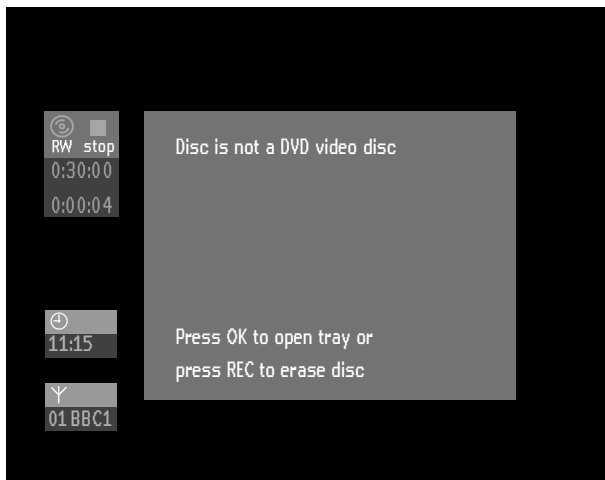 RW stop
0:30:00
0:00:04
Disc is not a DVD video disc
11:15
Press OK to open tray or
press REC to erase disc
01 BBC1